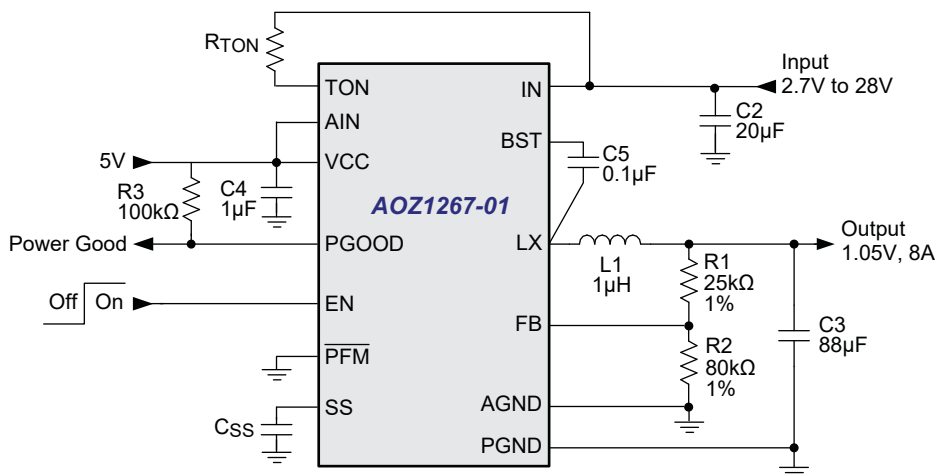 RTON
TON
AIN
5V
VCC
R3
100kΩ
C4
1µF
Power Good
PGOOD
Off
On
EN
PFM
SS
CSS
AOZ1267-01
IN
BST
LX
FB
AGND
PGND
Input
2.7V to 28V
C2
20µF
C5
0.1µF
L1
1µH
Output
1.05V, 8A
R1
25kΩ
1%
R2
80kΩ
1%
C3
88µF